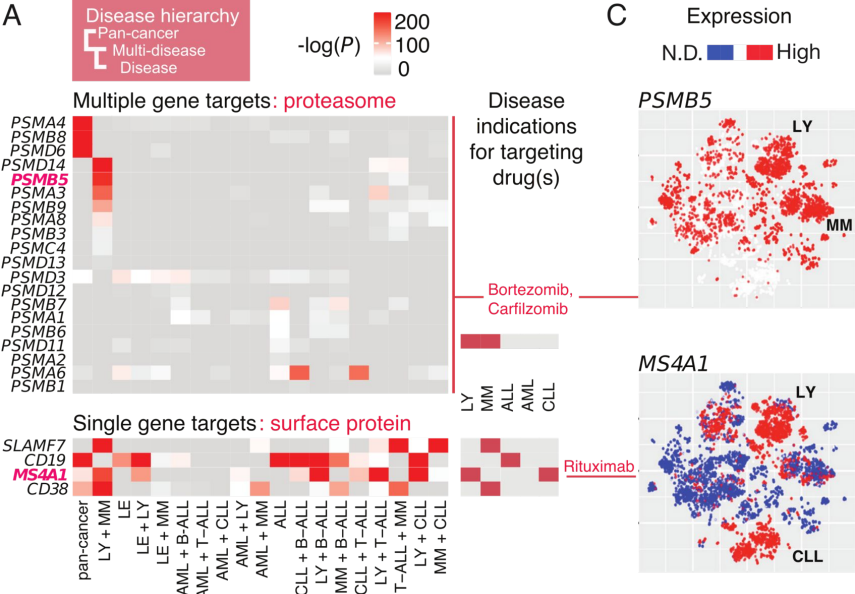 A
Disease hierarchy
Pan-cancer
Multi-disease
Disease
-log(P)
200
100
0
Multiple gene targets: proteasome
PSMA4
PSMB8
PSMD6
PSMD14
PSMB5
PSMA3
PSMB9
PSMA8
PSMB3
PSMC4
PSMD13
PSMD3
PSMD12
PSMB7
PSMA1
PSMB6
PSMD11
PSMA2
PSMA6
PSMB1
Disease
indications
for targeting
drug(s)
Bortezomib,
Carfilzomib
LY
MM
ALL
AML
CLL
Single gene targets: surface protein
SLAMF7
CD19
MS4A1
CD38
Rituximab
pan-cancer
LY + MM
LE
LE + LY
LE + MM
AML + B-ALL
AML + T-ALL
AML + CLL
AML + LY
AML + MM
ALL
CLL + B-ALL
LY + B-ALL
MM + B-ALL
CLL + T-ALL
LY + T-ALL
T-ALL + MM
LY + CLL
MM + CLL
C
Expression
N.D.
High
PSMB5
LY
MM
MS4A1
LY
CLL